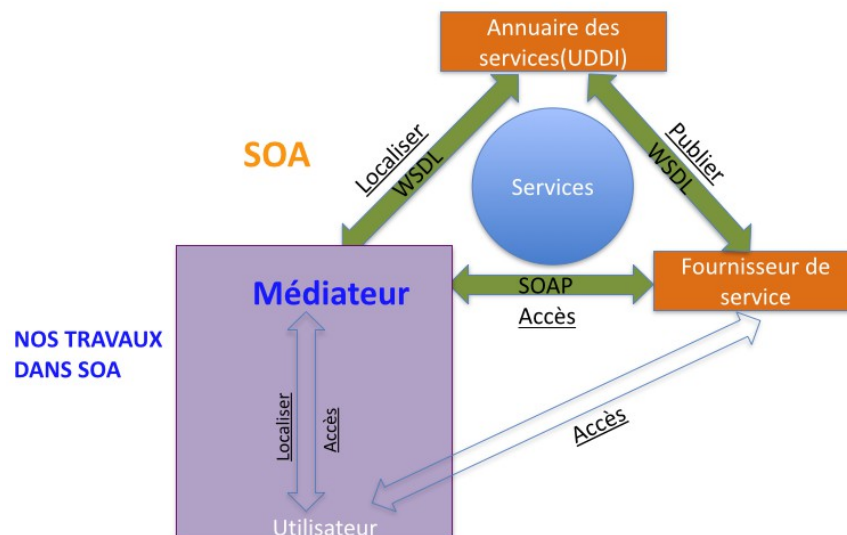 Annuaire des
services(UDDI)
SOA
Localiser
WSDL
Publier
WSDL
Services
Médiateur
SOAP
Accès
Fournisseur de
service
NOS TRAVAUX
DANS SOA
Localiser
Accès
Accès
Utilisateur